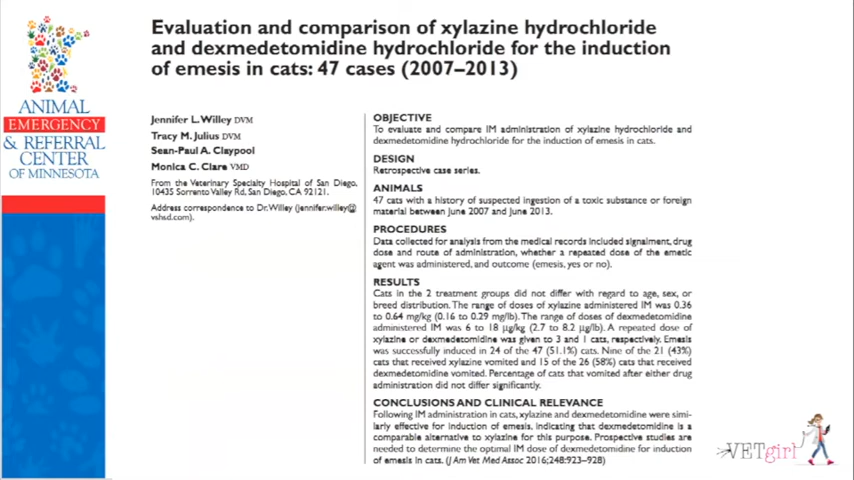 Evaluation and comparison of xylazine hydrochloride
and dexmedetomidine hydrochloride for the induction
of emesis in cats: 47 cases (2007–2013)
ANIMAL
EMERGENCY
& REFERRAL
CENTER
OF MINNESOTA
Jennifer L. Willey DVM
Tracy M. Julius DVM
Sean-Paul A. Claypool
Monica C. Clare VMD
From the Veterinary Specialty Hospital of San Diego,
10435 Sorrento Valley Rd, San Diego, CA 92121.
Address correspondence to Dr. Willey (jennifer.willey@
vshsd.com).
OBJECTIVE
To evaluate and compare IM administration of xylazine hydrochloride and
dexmedetomidine hydrochloride for the induction of emesis in cats.
DESIGN
Retrospective case series.
ANIMALS
47 cats with a history of suspected ingestion of a toxic substance or foreign
material between June 2007 and June 2013.
PROCEDURES
Data collected for analysis from the medical records included signalment, drug
dose and route of administration, whether a repeated dose of the emetic
agent was administered, and outcome (emesis, yes or no).
RESULTS
Cats in the 2 treatment groups did not differ with regard to age, sex, or
breed distribution. The range of doses of xylazine administered IM was 0.36
to 0.64 mg/kg (0.16 to 0.29 mg/lb). The range of doses of dexmedetomidine
administered IM was 6 to 18 µg/kg (2.7 to 8.2 µg/lb). A repeated dose of
xylazine or dexmedetomidine was given to 3 and 1 cats, respectively. Emesis
was successfully induced in 24 of the 47 (51.1%) cats. Nine of the 21 (43%)
cats that received xylazine vomited and 15 of the 26 (58%) cats that received
dexmedetomidine vomited. Percentage of cats that vomited after either drug
administration did not differ significantly.
CONCLUSIONS AND CLINICAL RELEVANCE
Following IM administration in cats, xylazine and dexmedetomidine were simi-
larly effective for induction of emesis, indicating that dexmedetomidine is a
comparable alternative to xylazine for this purpose. Prospective studies are
needed to determine the optimal IM dose of dexmedetomidine for induction
of emesis in cats. (J Am Vet Med Assoc 2016;248:923–928)
VETgirl